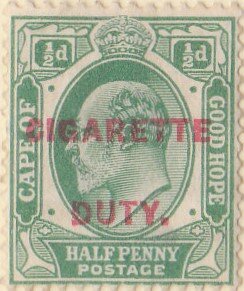 ½d ½d
CAPE OF
GOOD HOPE
CIGARETTE
DUTY.
HALF PENNY
POSTAGE